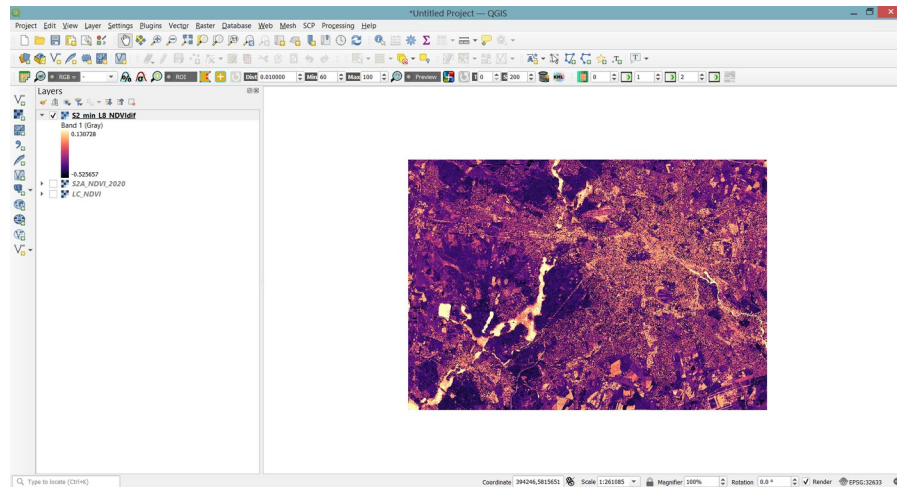 *Untitled Project — QGIS
Project Edit View Layer Settings Plugins Vector Raster Database Web Mesh SCP Processing Help
RGB = - ROI Dist 0.010000 Min 60 Max 100 Preview 0 200 KML 0 1 2
Layers
S2_min_L8_NDVIdif
Band 1 (Gray)
0.130728
-0.525657
S2A_NDVI_2020
LC_NDVI
Type to locate (Ctrl+K) Coordinate 394246,5815651 Scale 1:261085 Magnifier 100% Rotation 0.0 ° Render EPSG:32633